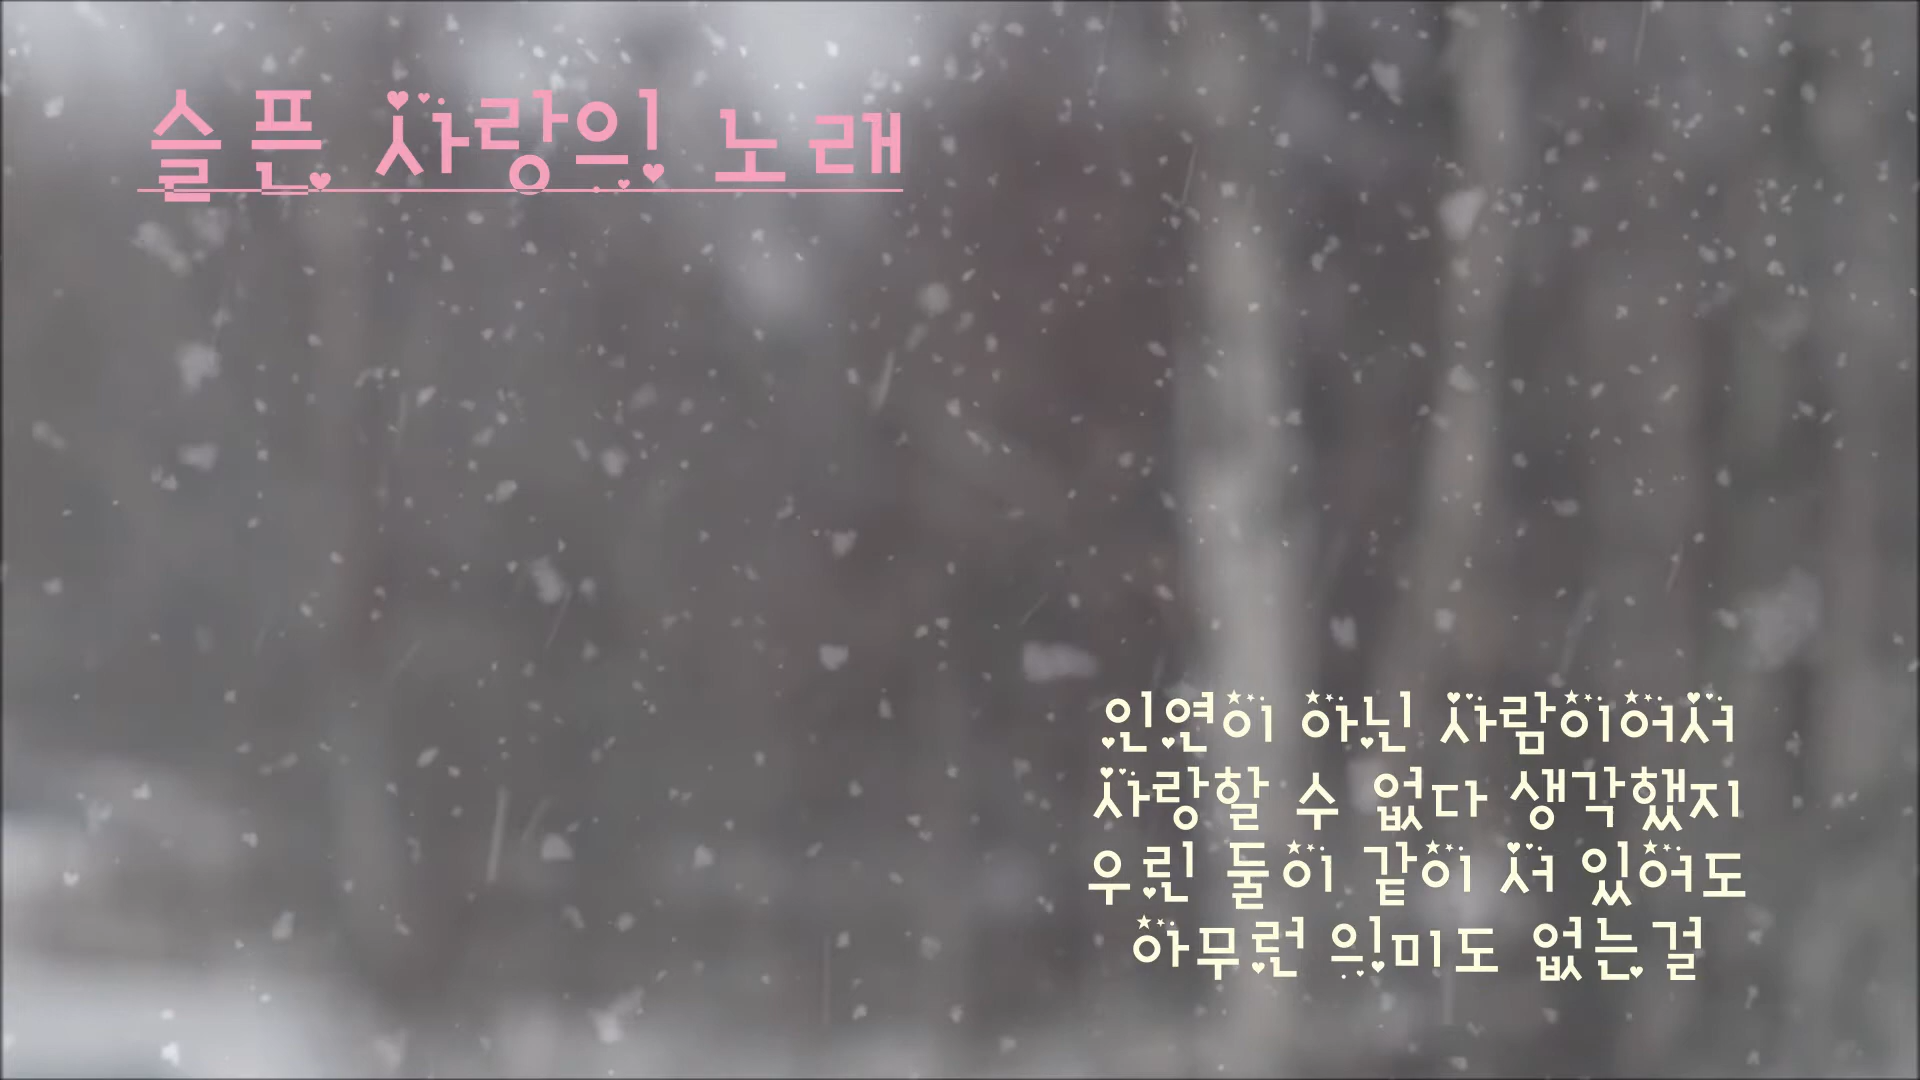 슬픈 사랑의 노래
인연이 아닌 사람이어서
사랑할 수 없다 생각했지
우린 둘이 같이 서 있어도
아무런 의미도 없는걸